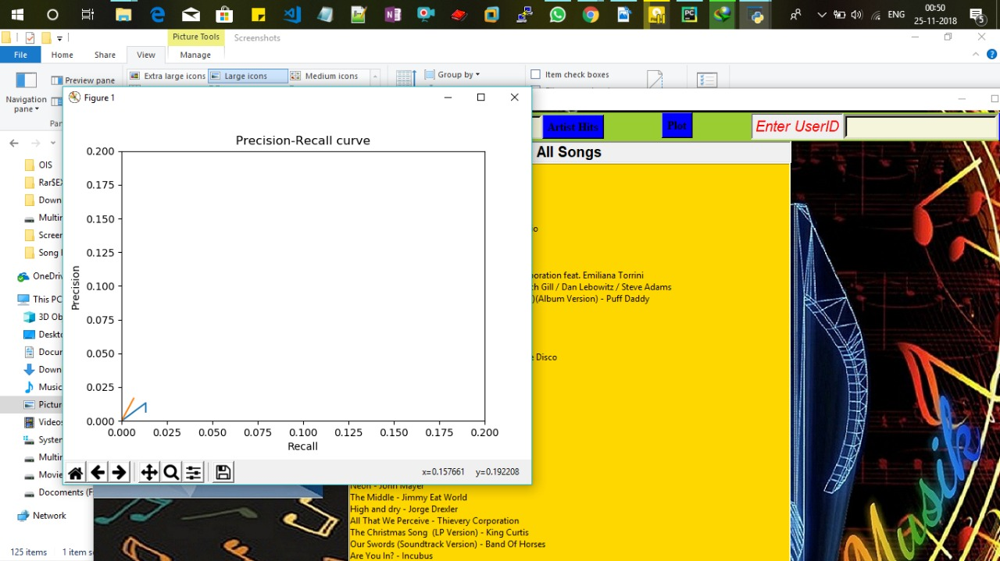 00:50
ENG
25-11-2018
5
Picture Tools
Screenshots
File
Home
Share
View
Manage
Preview pane
Extra large icons
Large icons
Medium icons
Group by
Item check boxes
Navigation
pane
Figure 1
Artist Hits
Plot
Enter UserID
All Songs
OIS
Down
Song
OneDriv
This PC
3D Ob
Deskto
Docur
Down
Music
Pictur
Videos
Syster
Multin
Movie
Documents (F
Network
Precision-Recall curve
0.200
0.175
0.150
0.125
0.100
0.075
0.050
0.025
0.000
Precision
0.000 0.025 0.050 0.075 0.100 0.125 0.150 0.175 0.200
Recall
x=0.157661 y=0.192208
oration feat. Emiliana Torrini
h Gill / Dan Lebowitz / Steve Adams
)(Album Version) - Puff Daddy
e Disco
Neon - John Mayer
The Middle - Jimmy Eat World
High and dry - Jorge Drexler
All That We Perceive - Thievery Corporation
The Christmas Song (LP Version) - King Curtis
Our Swords (Soundtrack Version) - Band Of Horses
Are You In? - Incubus
125 items
1 item s
Musik